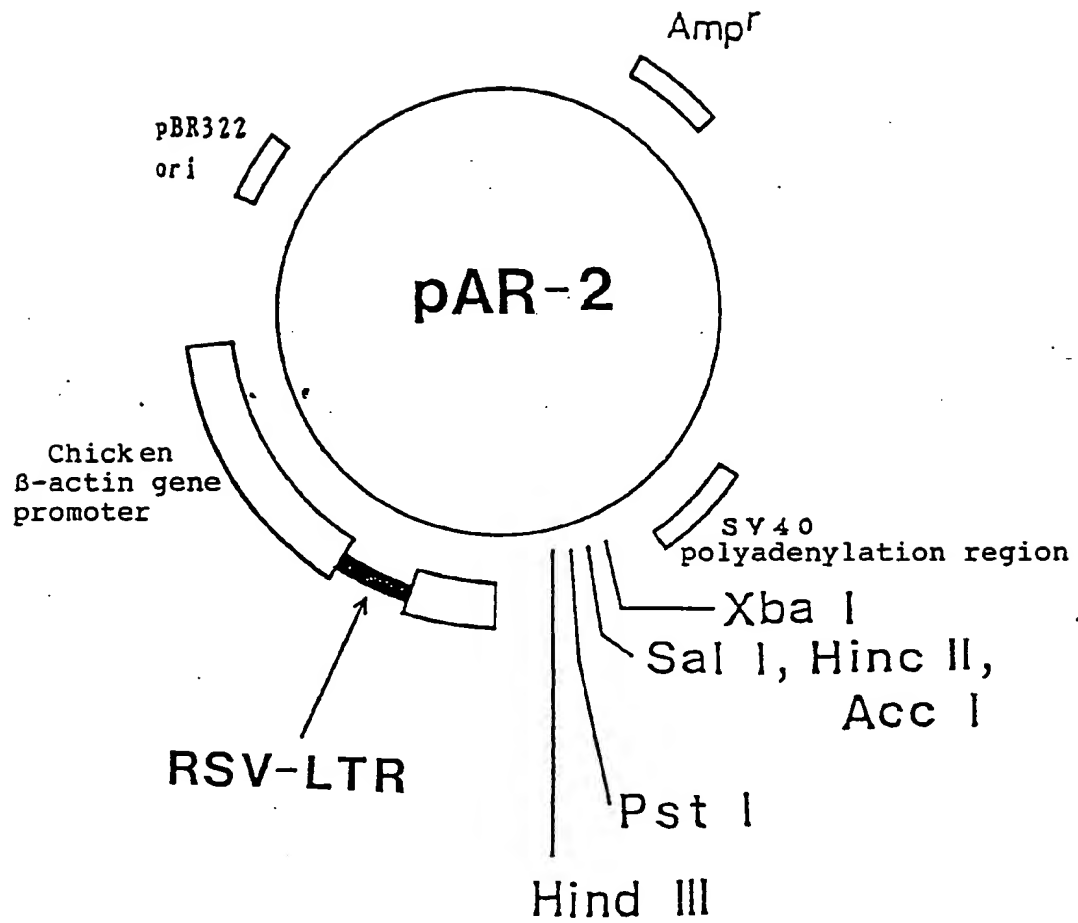 Ampr
pBR322
ori
pAR-2
Chicken
β-actin gene
promoter
SV40
polyadenylation region
Xba I
Sal I, Hinc II,
Acc I
RSV-LTR
Pst I
Hind III